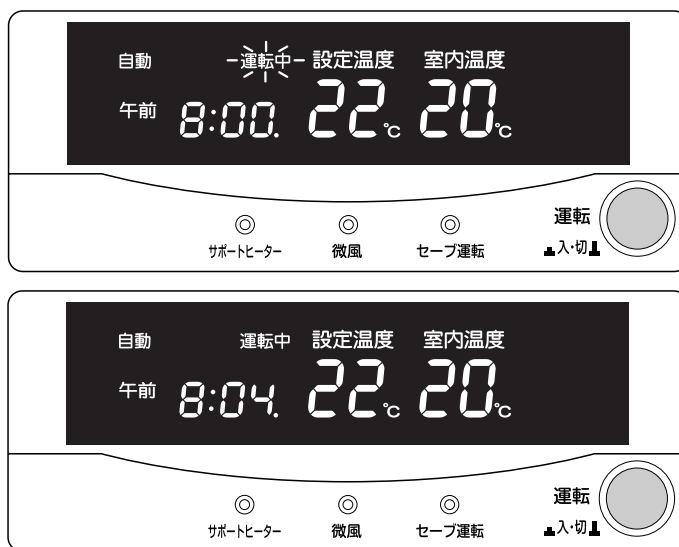 自動 運転中 設定温度 室内温度
午前 8:00. 22℃ 20℃
サポートヒーター 微風 セーブ運転
運転
入・切
自動 運転中 設定温度 室内温度
午前 8:04. 22℃ 20℃
サポートヒーター 微風 セーブ運転
運転
入・切